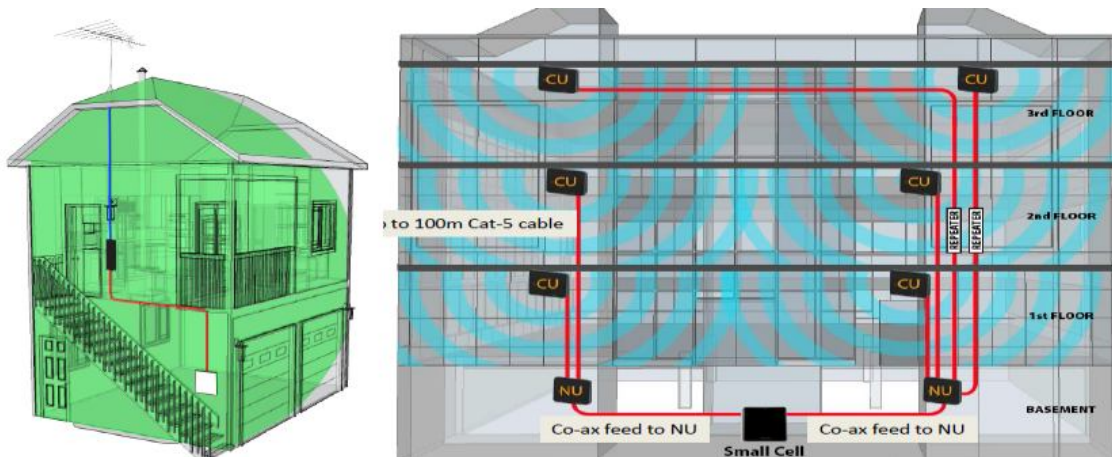 CU
CU
3rd FLOOR
CU
CU
to 100m Cat-5 cable
REPEATER
REPEATER
2nd FLOOR
CU
CU
1st FLOOR
NU
NU
BASEMENT
Co-ax feed to NU
Co-ax feed to NU
Small Cell